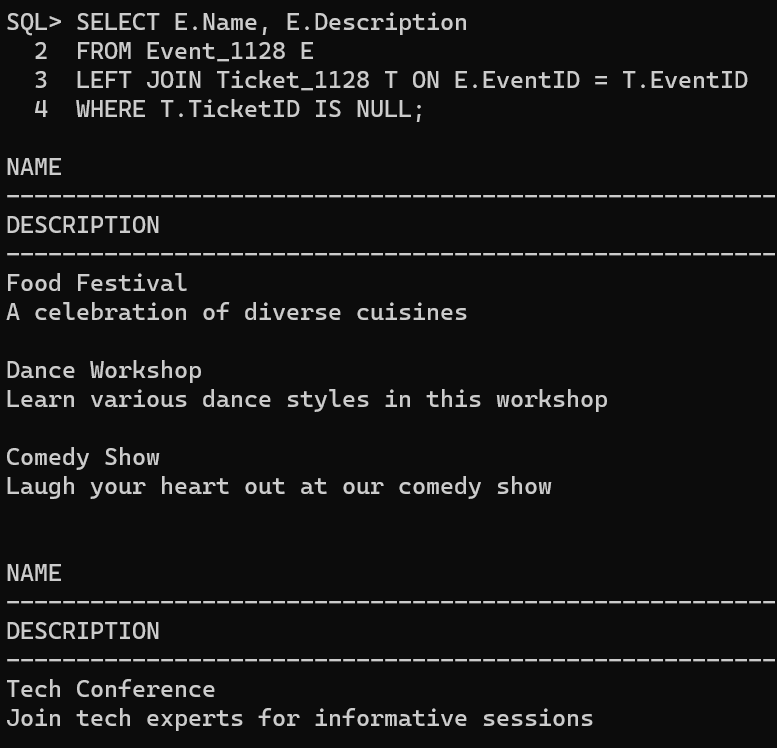 SQL> SELECT E.Name, E.Description
  2  FROM Event_1128 E
  3  LEFT JOIN Ticket_1128 T ON E.EventID = T.EventID
  4  WHERE T.TicketID IS NULL;

NAME
-------------------------------------------------------
DESCRIPTION
-------------------------------------------------------
Food Festival
A celebration of diverse cuisines

Dance Workshop
Learn various dance styles in this workshop

Comedy Show
Laugh your heart out at our comedy show


NAME
-------------------------------------------------------
DESCRIPTION
-------------------------------------------------------
Tech Conference
Join tech experts for informative sessions